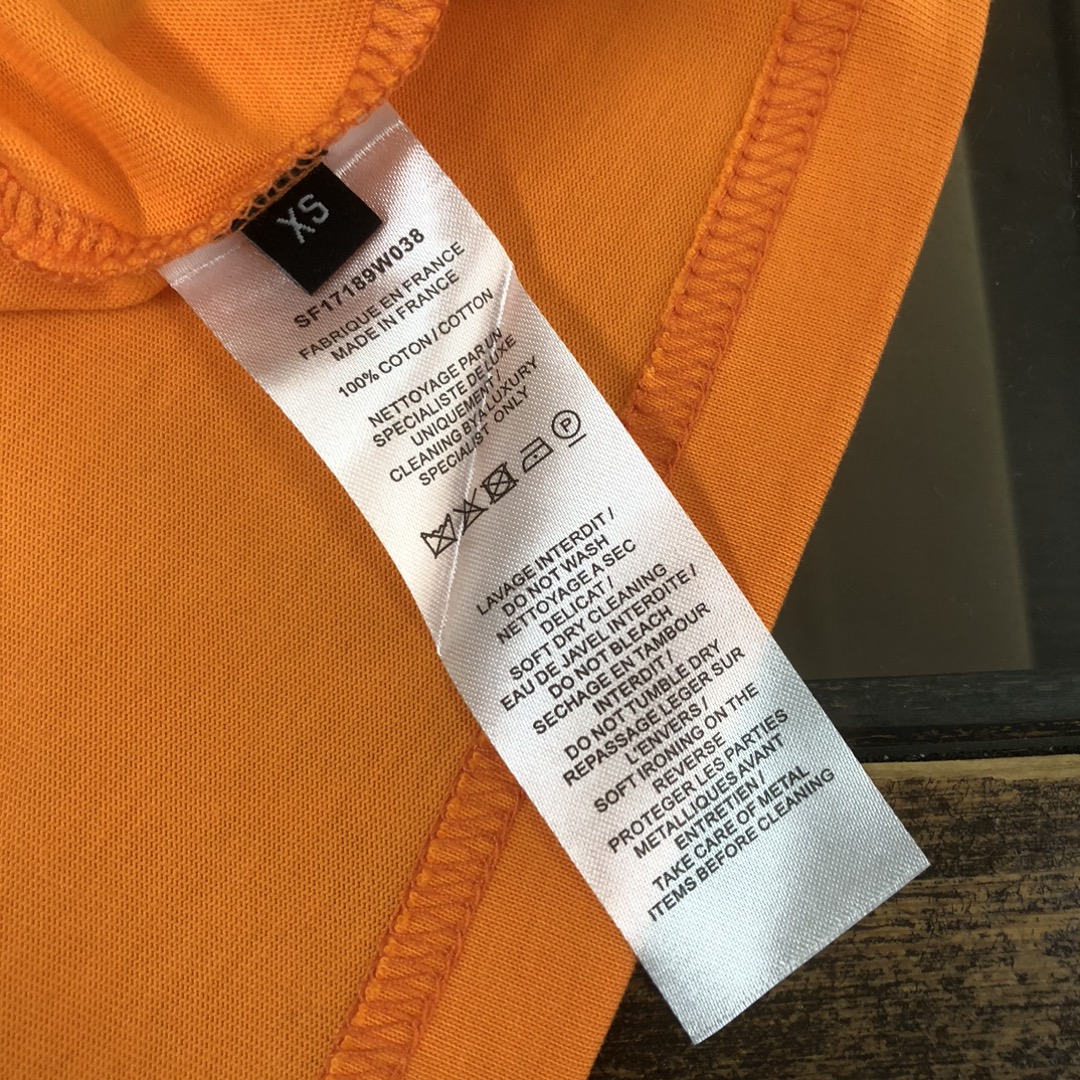 XS
SF17189W038
FABRIQUE EN FRANCE
MADE IN FRANCE
100% COTON / COTTON
NETTOYAGE PAR UN
SPECIALISTE DE LUXE
UNIQUEMENT /
CLEANING BY A LUXURY
SPECIALIST ONLY
P
LAVAGE INTERDIT /
DO NOT WASH
NETTOYAGE A SEC
DELICAT /
SOFT DRY CLEANING
EAU DE JAVEL INTERDITE /
DO NOT BLEACH
SECHAGE EN TAMBOUR
INTERDIT /
DO NOT TUMBLE DRY
REPASSAGE LEGER SUR
L'ENVERS /
SOFT IRONING ON THE
REVERSE
PROTEGER LES PARTIES
METALLIQUES AVANT
ENTRETIEN /
TAKE CARE OF METAL
ITEMS BEFORE CLEANING